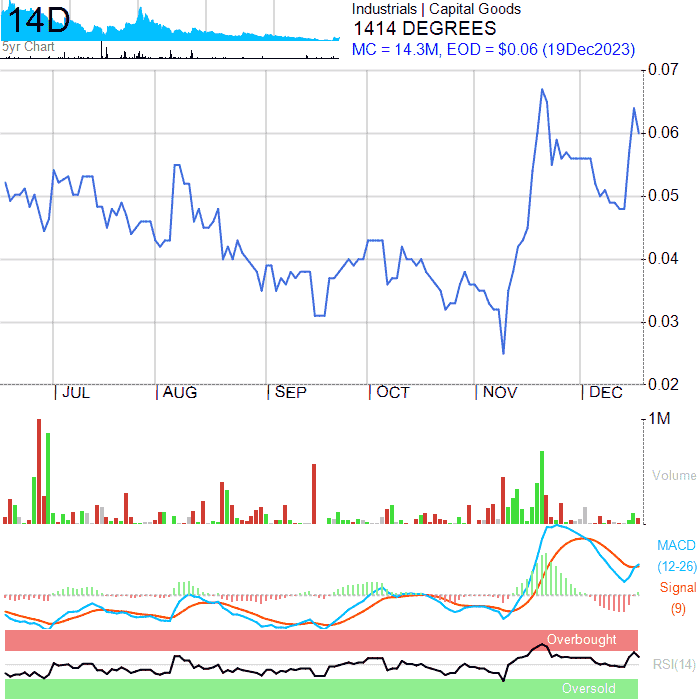 14D
5yr Chart
Industrials | Capital Goods
1414 DEGREES
MC = 14.3M, EOD = $0.06 (19Dec2023)
0.07
0.06
0.05
0.04
0.03
0.02
JUL AUG SEP OCT NOV DEC
1M
Volume
MACD
(12-26)
Signal
(9)
Overbought
RSI(14)
Oversold